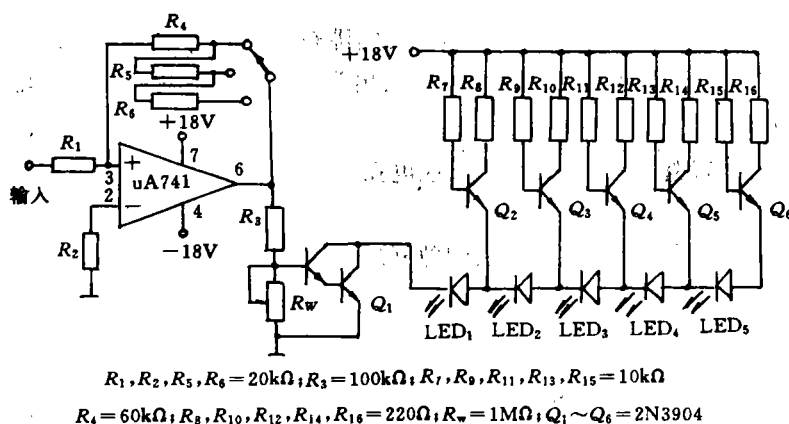 R₄
R₅
R₆
+18V
R₁
+
7
3
uA741
6
输入
2
−
4
−18V
R₂
R₃
R_W
Q₁
+18V
R₇ R₈ R₉ R₁₀ R₁₁ R₁₂ R₁₃ R₁₄ R₁₅ R₁₆
Q₂ Q₃ Q₄ Q₅ Q₆
LED₁ LED₂ LED₃ LED₄ LED₅
R₁,R₂,R₅,R₆=20kΩ;R₃=100kΩ;R₇,R₉,R₁₁,R₁₃,R₁₅=10kΩ
R₄=60kΩ;R₈,R₁₀,R₁₂,R₁₄,R₁₆=220Ω;R_w=1MΩ;Q₁~Q₆=2N3904